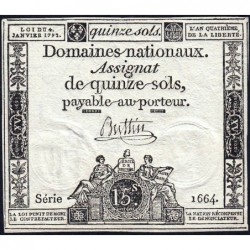 LOI DU 4 JANVIER 1792.
quinze sols.
L'AN QUATRIÈME DE LA LIBERTÉ.
Domaines nationaux.
Assignat
de quinze sols,
payable au porteur.
Buttin
Série
15 s
1664.
LA LOI PUNIT DE MORT LE CONTREFACTEUR
LA NATION RÉCOMPENSE LE DÉNONCIATEUR.